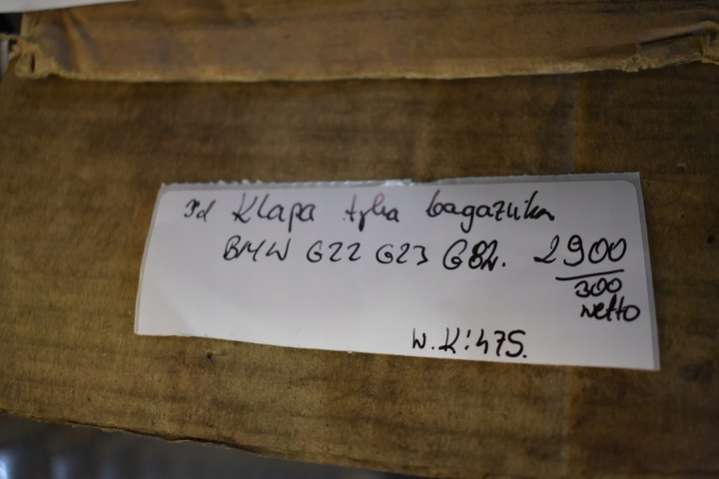 Klapa tylna bagażnika
BMW G22 G23 G82. 2900
300
netto
W.K:475.